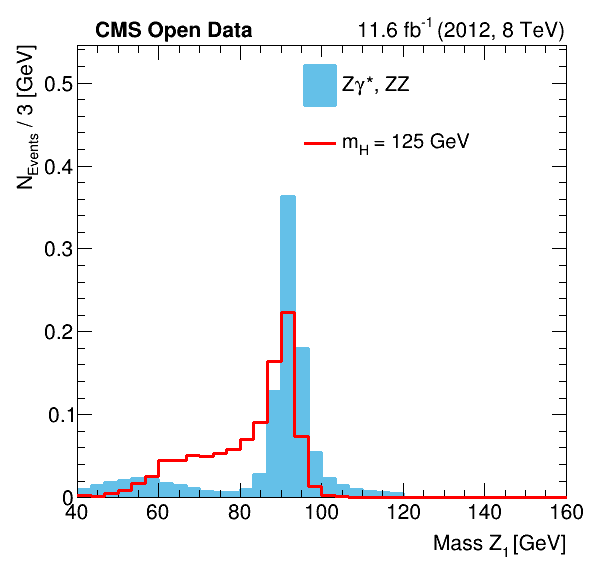 CMS Open Data 11.6 fb⁻¹ (2012, 8 TeV)
N_Events / 3 [GeV]
0.5
0.4
0.3
0.2
0.1
0
Zγ*, ZZ
m_H = 125 GeV
40 60 80 100 120 140 160
Mass Z₁ [GeV]